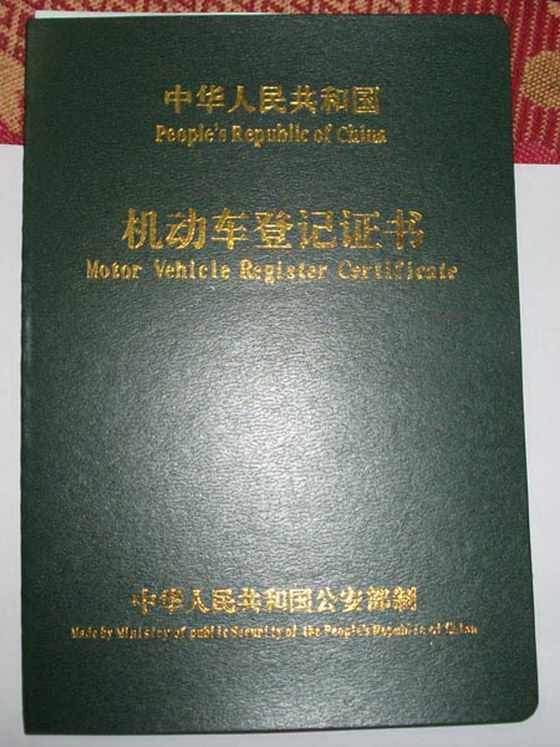 中华人民共和国
People's Republic of China
机动车登记证书
Motor Vehicle Register Certificate
中华人民共和国公安部制
Made by Ministry of public Security of the People's Republic of China